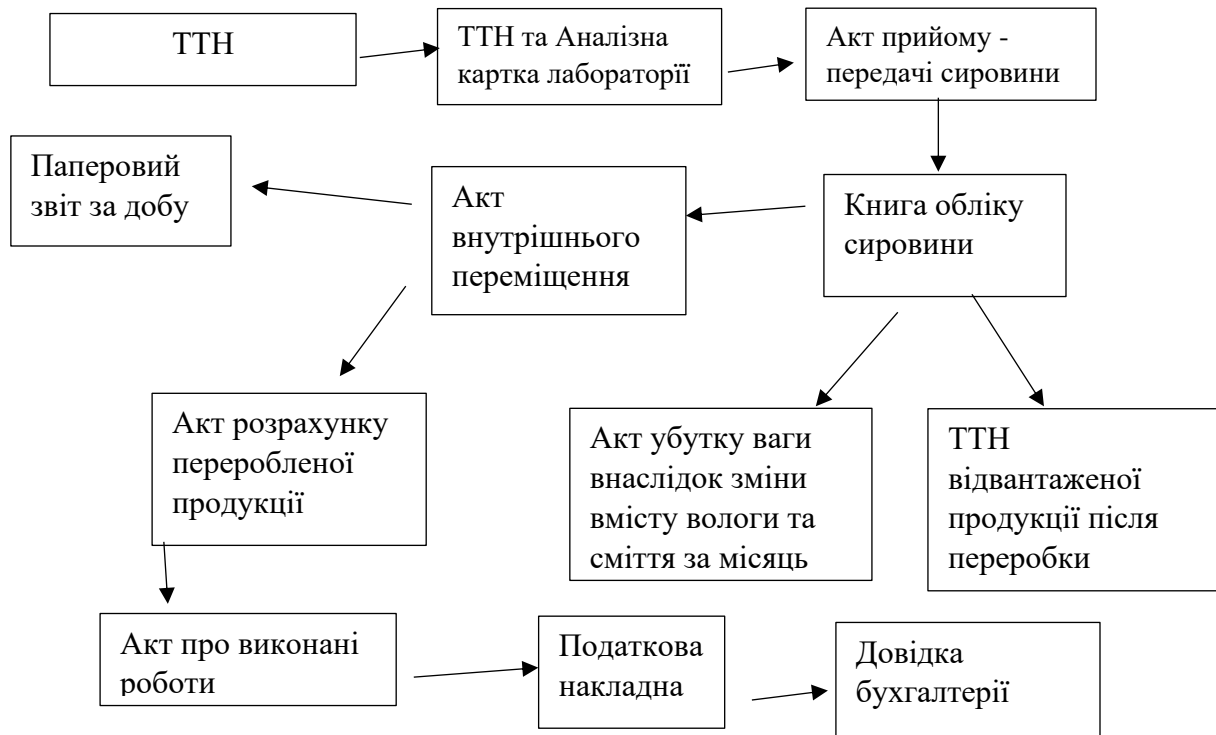 ТТН
ТТН та Аналізна
картка лабораторії
Акт прийому -
передачі сировини
Паперовий
звіт за добу
Акт
внутрішнього
переміщення
Книга обліку
сировини
Акт розрахунку
переробленої
продукції
Акт убутку ваги
внаслідок зміни
вмісту вологи та
сміття за місяць
ТТН
відвантаженої
продукції після
переробки
Акт про виконані
роботи
Податкова
накладна
Довідка
бухгалтерії